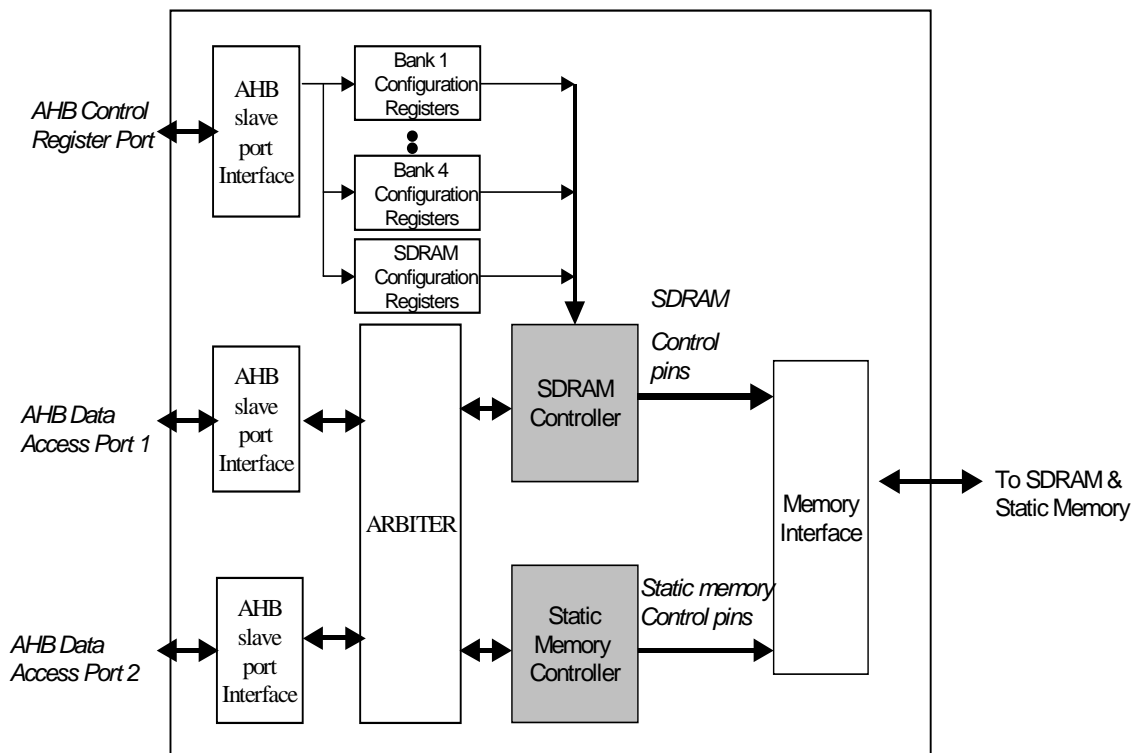 AHB Control
Register Port
AHB
slave
port
Interface
Bank 1
Configuration
Registers
Bank 4
Configuration
Registers
SDRAM
Configuration
Registers
SDRAM
Control
pins
AHB Data
Access Port 1
AHB
slave
port
Interface
ARBITER
SDRAM
Controller
Memory
Interface
To SDRAM &
Static Memory
AHB Data
Access Port 2
AHB
slave
port
Interface
Static
Memory
Controller
Static memory
Control pins